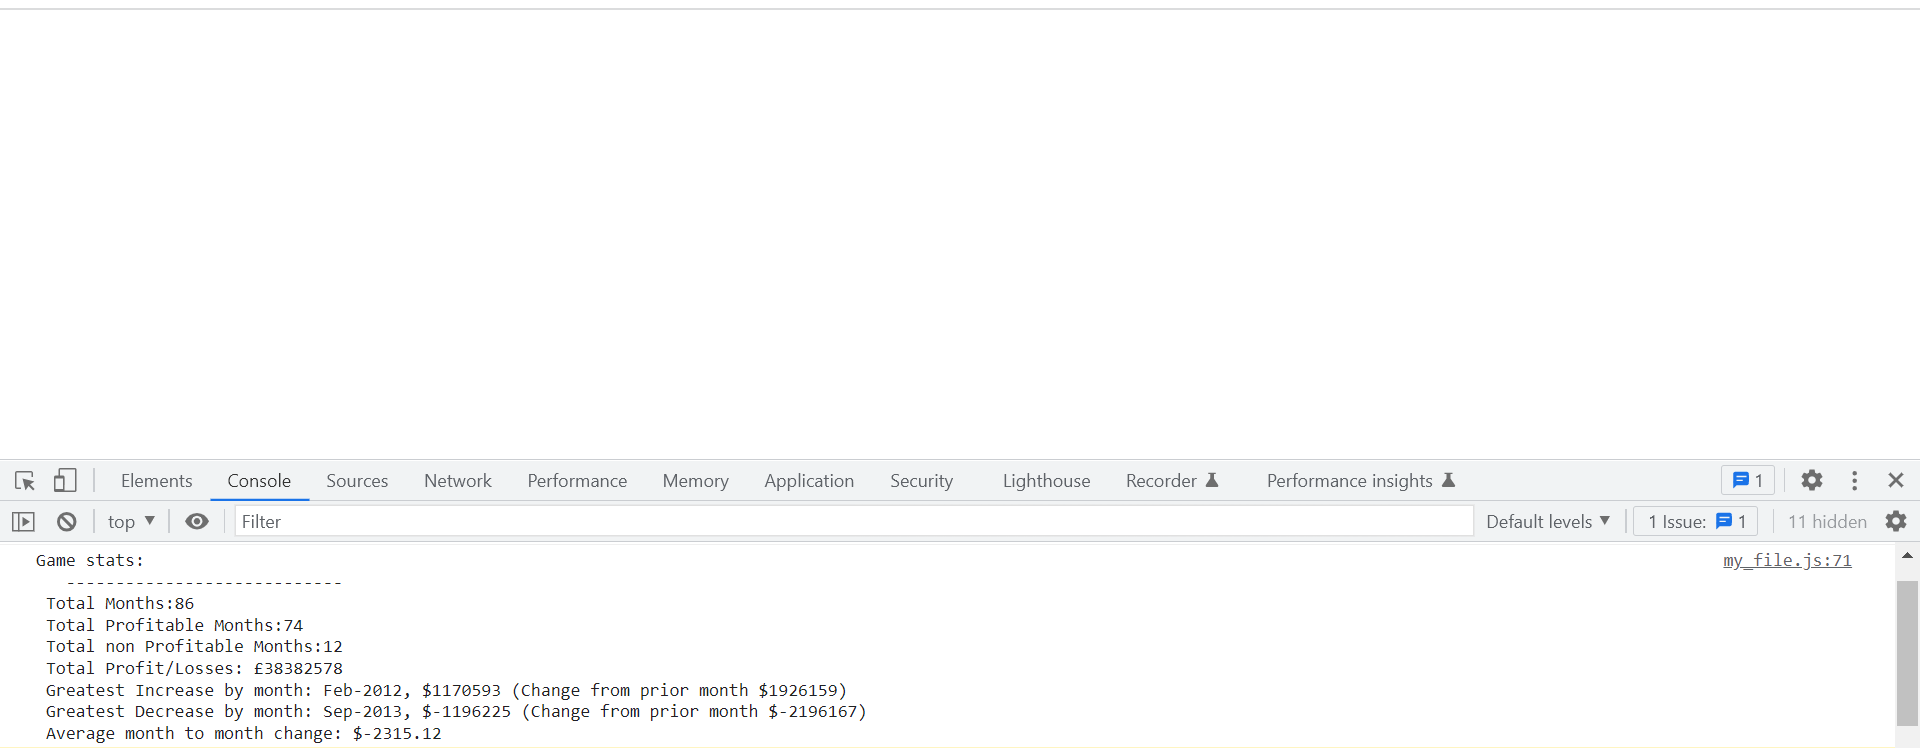 Elements Console Sources Network Performance Memory Application Security Lighthouse Recorder Performance insights 1
top Filter Default levels 1 Issue: 1 11 hidden
Game stats: my_file.js:71
----------------------------
Total Months:86
Total Profitable Months:74
Total non Profitable Months:12
Total Profit/Losses: £38382578
Greatest Increase by month: Feb-2012, $1170593 (Change from prior month $1926159)
Greatest Decrease by month: Sep-2013, $-1196225 (Change from prior month $-2196167)
Average month to month change: $-2315.12